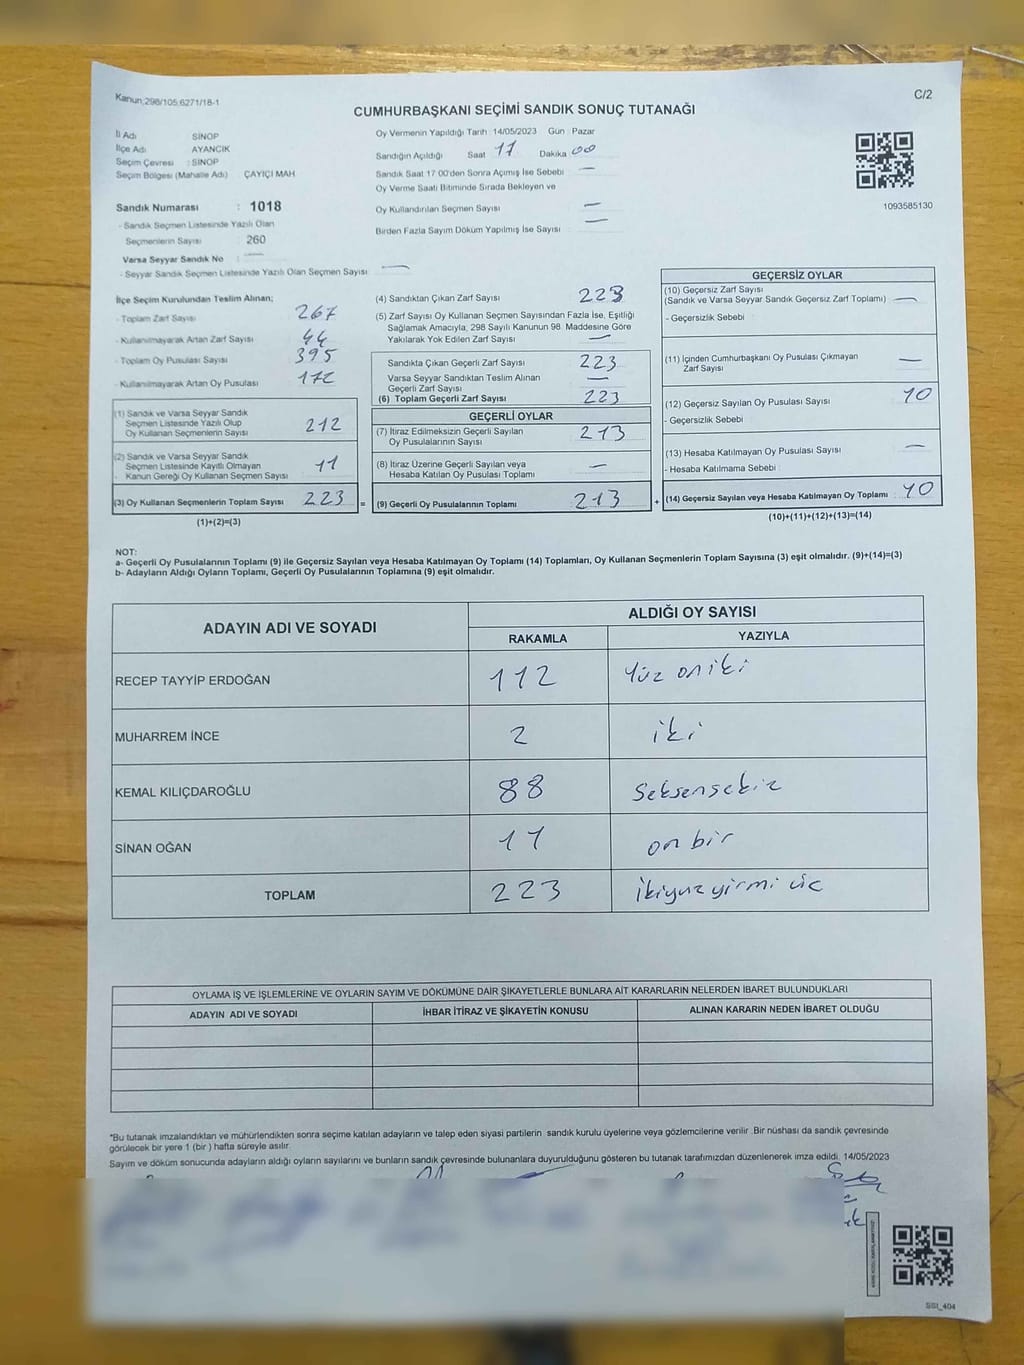 Kanun;298/105;6271/18-1
C/2
CUMHURBAŞKANI SEÇİMİ SANDIK SONUÇ TUTANAĞI
İl Adı SİNOP
İlçe Adı AYANCIK
Seçim Çevresi : SİNOP
Seçim Bölgesi (Mahalle Adı) ÇAYİÇİ MAH
Sandık Numarası : 1018
- Sandık Seçmen Listesinde Yazılı Olan
Seçmenlerin Sayısı : 260
Varsa Seyyar Sandık No : —
- Seyyar Sandık Seçmen Listesinde Yazılı Olan Seçmen Sayısı —
Oy Vermenin Yapıldığı Tarih : 14/05/2023 Gün : Pazar
Sandığın Açıldığı Saat 17 Dakika 00
Sandık Saat 17:00'den Sonra Açımış İse Sebebi —
Oy Verme Saati Bitiminde Sırada Bekleyen ve
Oy Kullandırılan Seçmen Sayısı —
Birden Fazla Sayım Döküm Yapılmış İse Sayısı —
1093585130
İlçe Seçim Kurulundan Teslim Alınan;
- Toplam Zarf Sayısı 267
- Kullanılmayarak Artan Zarf Sayısı 44
- Toplam Oy Pusulası Sayısı 395
- Kullanılmayarak Artan Oy Pusulası 172
(1) Sandık ve Varsa Seyyar Sandık
Seçmen Listesinde Yazılı Olup
Oy Kullanan Seçmenlerin Sayısı 212
(2) Sandık ve Varsa Seyyar Sandık
Seçmen Listesinde Kayıtlı Olmayan
Kanun Gereği Oy Kullanan Seçmen Sayısı 11
(3) Oy Kullanan Seçmenlerin Toplam Sayısı 223 =
(1)+(2)=(3)
(4) Sandıktan Çıkan Zarf Sayısı 223
(5) Zarf Sayısı Oy Kullanan Seçmen Sayısından Fazla İse, Eşitliği
Sağlamak Amacıyla, 298 Sayılı Kanunun 98. Maddesine Göre
Yakılarak Yok Edilen Zarf Sayısı —
Sandıkta Çıkan Geçerli Zarf Sayısı 223
Varsa Seyyar Sandıktan Teslim Alınan
Geçerli Zarf Sayısı —
(6) Toplam Geçerli Zarf Sayısı 223
GEÇERLİ OYLAR
(7) İtiraz Edilmeksizin Geçerli Sayılan
Oy Pusulalarının Sayısı 213
(8) İtiraz Üzerine Geçerli Sayılan veya
Hesaba Katılan Oy Pusulası Toplamı —
(9) Geçerli Oy Pusulalarının Toplamı 213 +
GEÇERSİZ OYLAR
(10) Geçersiz Zarf Sayısı
(Sandık ve Varsa Seyyar Sandık Geçersiz Zarf Toplamı) —
- Geçersizlik Sebebi :
(11) İçinden Cumhurbaşkanı Oy Pusulası Çıkmayan
Zarf Sayısı —
(12) Geçersiz Sayılan Oy Pusulası Sayısı 10
- Geçersizlik Sebebi :
(13) Hesaba Katılmayan Oy Pusulası Sayısı —
- Hesaba Katılmama Sebebi :
(14) Geçersiz Sayılan veya Hesaba Katılmayan Oy Toplamı 10
(10)+(11)+(12)+(13)=(14)
NOT:
a- Geçerli Oy Pusulalarının Toplamı (9) ile Geçersiz Sayılan veya Hesaba Katılmayan Oy Toplamı (14) Toplamları, Oy Kullanan Seçmenlerin Toplam Sayısına (3) eşit olmalıdır. (9)+(14)=(3)
b- Adayların Aldığı Oyların Toplamı, Geçerli Oy Pusulalarının Toplamına (9) eşit olmalıdır.
ADAYIN ADI VE SOYADI
ALDIĞI OY SAYISI
RAKAMLA YAZIYLA
RECEP TAYYİP ERDOĞAN 112 Yüz oniki
MUHARREM İNCE 2 iki
KEMAL KILIÇDAROĞLU 88 Seksensekiz
SİNAN OĞAN 11 on bir
TOPLAM 223 ikiyuzyirmi üç
OYLAMA İŞ VE İŞLEMLERİNE VE OYLARIN SAYIM VE DÖKÜMÜNE DAİR ŞİKAYETLERLE BUNLARA AİT KARARLARIN NELERDEN İBARET BULUNDUKLARI
ADAYIN ADI VE SOYADI İHBAR İTİRAZ VE ŞİKAYETİN KONUSU ALINAN KARARIN NEDEN İBARET OLDUĞU
*Bu tutanak imzalandıktan ve mühürlendikten sonra seçime katılan adayların ve talep eden siyasi partilerin sandık kurulu üyelerine veya gözlemcilerine verilir .Bir nüshası da sandık çevresinde
görülecek bir yere 1 (bir ) hafta süreyle asılır.
Sayım ve döküm sonucunda adayların aldığı oyların sayılarını ve bunların sandık çevresinde bulunanlara duyurulduğunu gösteren bu tutanak tarafımızdan düzenlenerek imza edildi. 14/05/2023
SSt_404